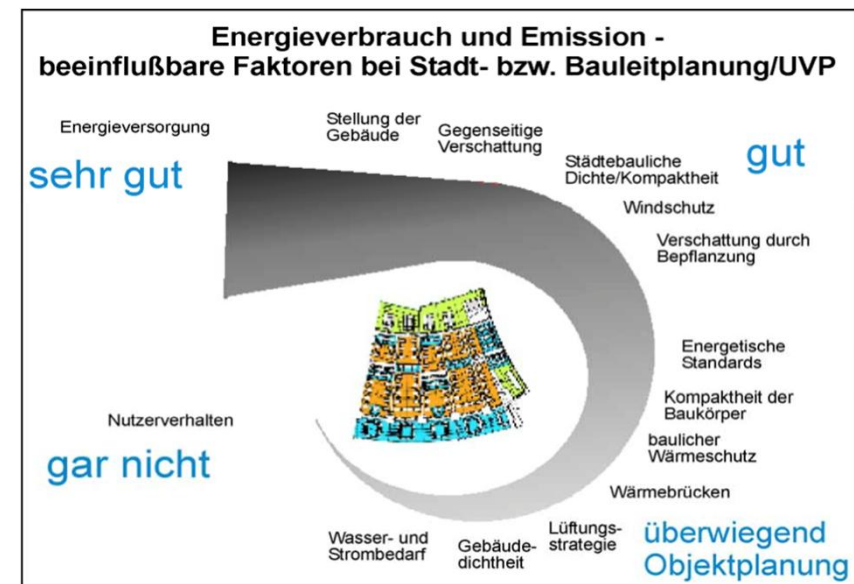 Energieverbrauch und Emission -
beeinflußbare Faktoren bei Stadt- bzw. Bauleitplanung/UVP
Energieversorgung
sehr gut
Stellung der
Gebäude
Gegenseitige
Verschattung
Städtebauliche
Dichte/Kompaktheit
gut
Windschutz
Verschattung durch
Bepflanzung
Energetische
Standards
Kompaktheit der
Baukörper
baulicher
Wärmeschutz
Wärmebrücken
überwiegend
Objektplanung
Lüftungs-
strategie
Gebäude-
dichtheit
Wasser- und
Strombedarf
Nutzerverhalten
gar nicht